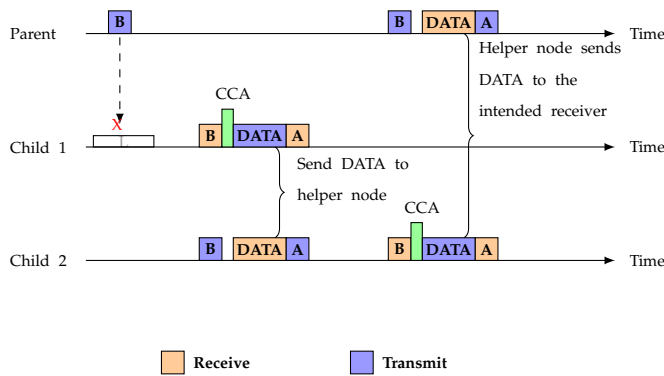 Parent B B DATA A Time
Helper node sends
DATA to the
intended receiver
X
CCA
Child 1 B DATA A Time
Send DATA to
helper node
CCA
Child 2 B DATA A B DATA A Time
Receive Transmit